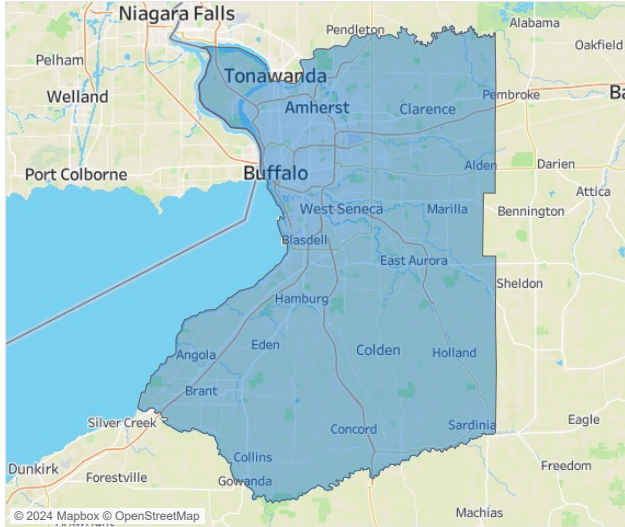 Niagara Falls
Alabama
Pendleton
Oakfield
Pelham
Tonawanda
Welland
Amherst
Clarence
Pembroke
Ba
Port Colborne
Buffalo
Alden
Darien
Attica
West Seneca
Marilla
Bennington
Blasdell
East Aurora
Sheldon
Hamburg
Eden
Angola
Colden
Holland
Brant
Silver Creek
Concord
Sardinia
Eagle
Collins
Dunkirk
Forestville
Gowanda
Freedom
Machias
© 2024 Mapbox © OpenStreetMap